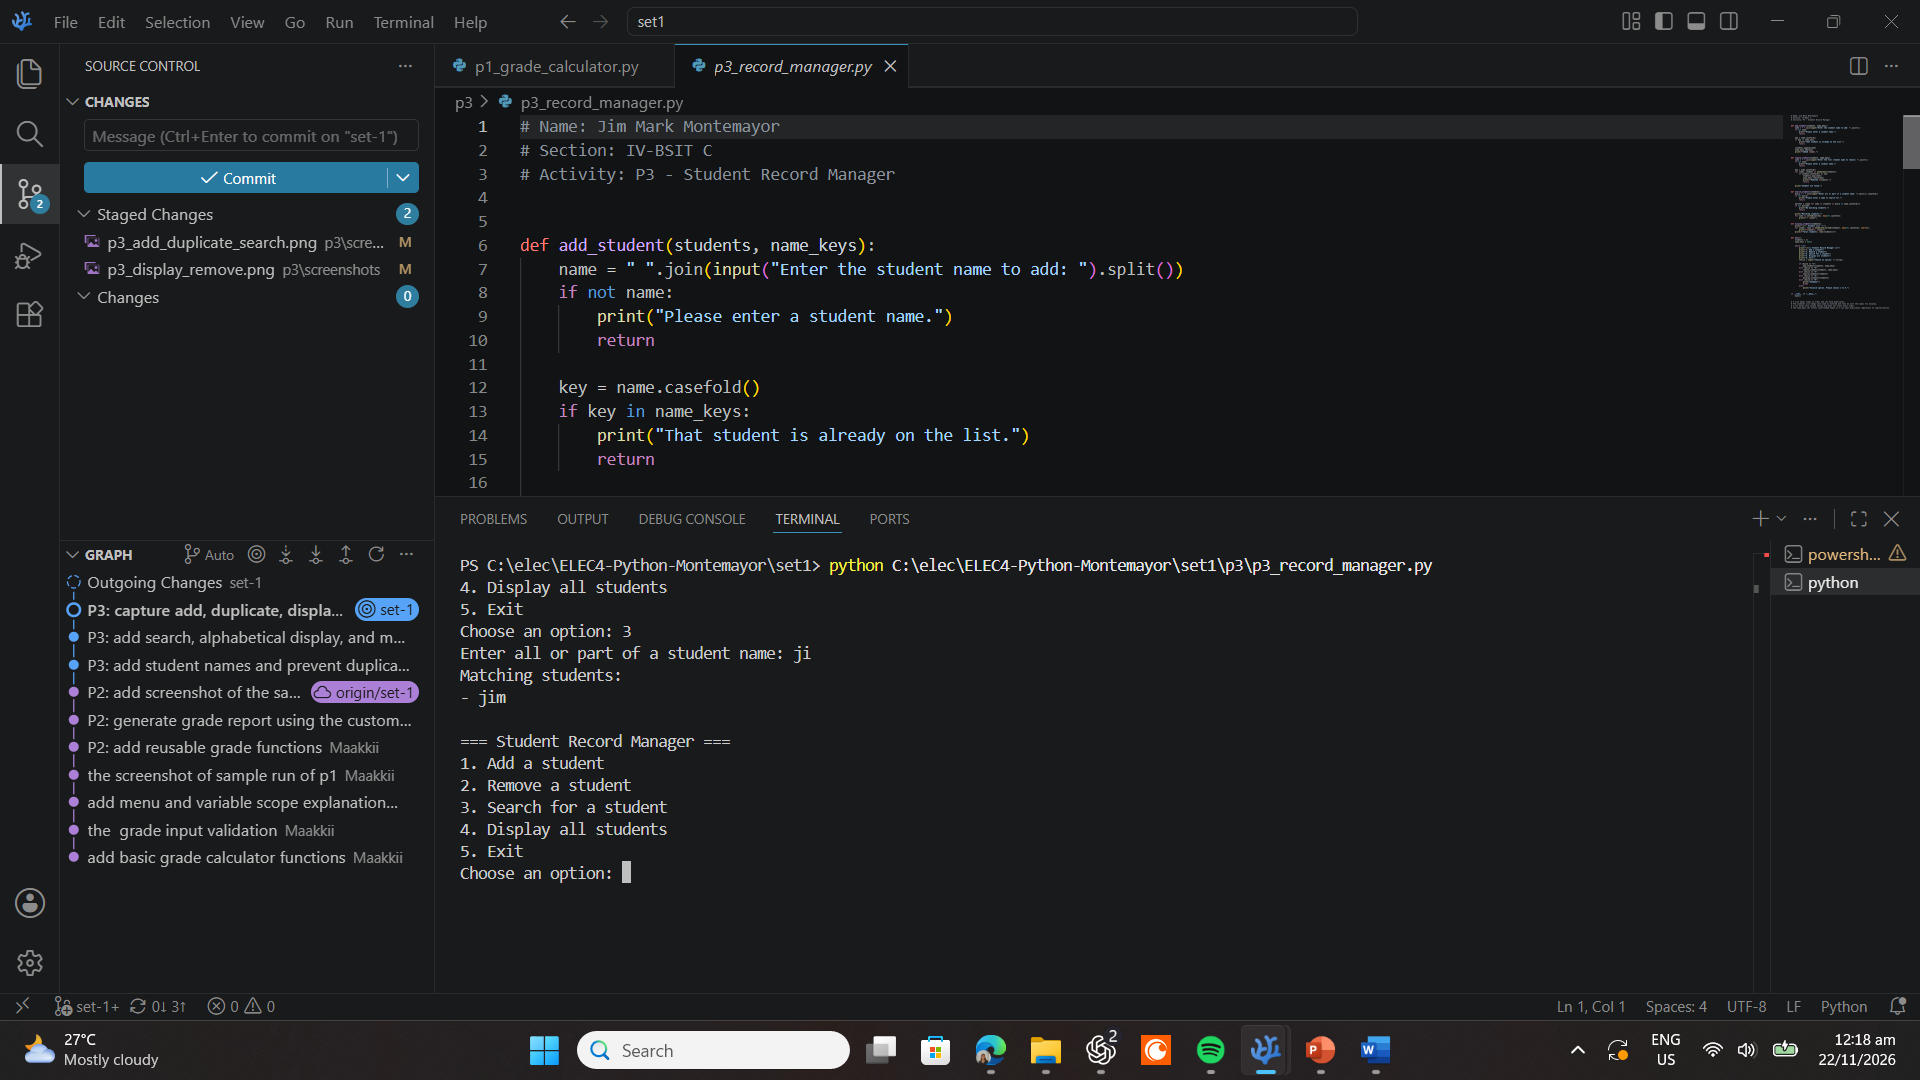 File Edit Selection View Go Run Terminal Help
set1
SOURCE CONTROL
CHANGES
Message (Ctrl+Enter to commit on "set-1")
Commit
Staged Changes 2
p3_add_duplicate_search.png p3\scre... M
p3_display_remove.png p3\screenshots M
Changes 0
2
GRAPH Auto
Outgoing Changes set-1
P3: capture add, duplicate, displa... set-1
P3: add search, alphabetical display, and m...
P3: add student names and prevent duplica...
P2: add screenshot of the sa... origin/set-1
P2: generate grade report using the custom...
P2: add reusable grade functions Maakkii
the screenshot of sample run of p1 Maakkii
add menu and variable scope explanation...
the grade input validation Maakkii
add basic grade calculator functions Maakkii
p1_grade_calculator.py p3_record_manager.py
p3 > p3_record_manager.py
1 # Name: Jim Mark Montemayor
2 # Section: IV-BSIT C
3 # Activity: P3 - Student Record Manager
4
5
6 def add_student(students, name_keys):
7 name = " ".join(input("Enter the student name to add: ").split())
8 if not name:
9 print("Please enter a student name.")
10 return
11
12 key = name.casefold()
13 if key in name_keys:
14 print("That student is already on the list.")
15 return
16
PROBLEMS OUTPUT DEBUG CONSOLE TERMINAL PORTS
PS C:\elec\ELEC4-Python-Montemayor\set1> python C:\elec\ELEC4-Python-Montemayor\set1\p3\p3_record_manager.py
4. Display all students
5. Exit
Choose an option: 3
Enter all or part of a student name: ji
Matching students:
- jim
=== Student Record Manager ===
1. Add a student
2. Remove a student
3. Search for a student
4. Display all students
5. Exit
Choose an option:
powersh...
python
set-1+ 0↓ 3↑ 0 0
Ln 1, Col 1 Spaces: 4 UTF-8 LF Python
27°C
Mostly cloudy
Search
2
P
W
ENG
US
12:18 am
22/11/2026